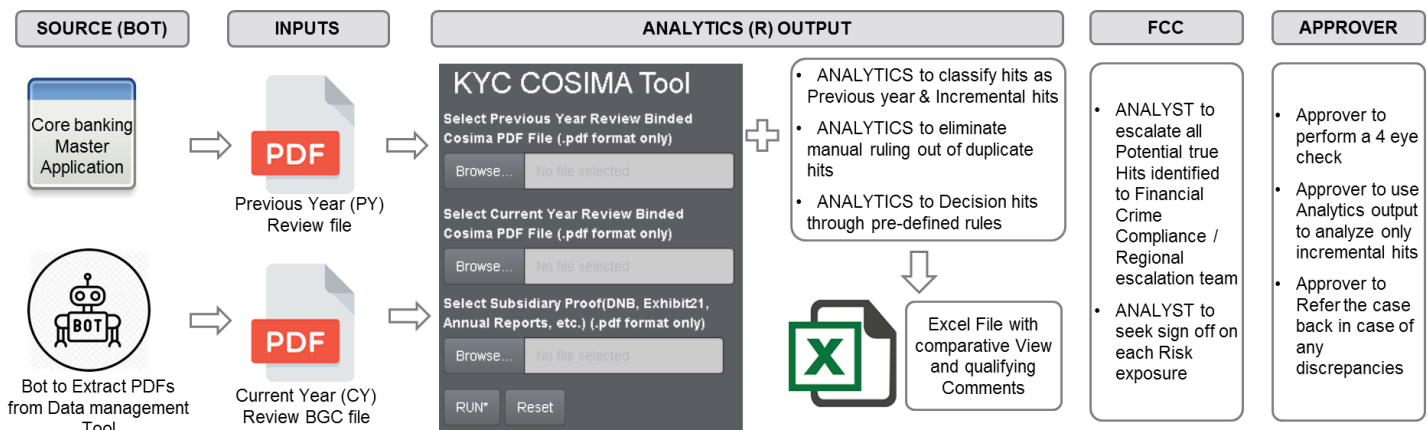 SOURCE (BOT)
INPUTS
ANALYTICS (R) OUTPUT
FCC
APPROVER
Core banking
Master
Application
PDF
Previous Year (PY)
Review file
BOT
Bot to Extract PDFs
from Data management
Tool
PDF
Current Year (CY)
Review BGC file
KYC COSIMA Tool
Select Previous Year Review Binded
Cosima PDF File (.pdf format only)
Browse... No file selected
Select Current Year Review Binded
Cosima PDF File (.pdf format only)
Browse... No file selected
Select Subsidiary Proof(DNB, Exhibit21,
Annual Reports, etc.) (.pdf format only)
Browse... No file selected
RUN* Reset
• ANALYTICS to classify hits as
Previous year & Incremental hits
• ANALYTICS to eliminate
manual ruling out of duplicate
hits
• ANALYTICS to Decision hits
through pre-defined rules
X
Excel File with
comparative View
and qualifying
Comments
• ANALYST to
escalate all
Potential true
Hits identified
to Financial
Crime
Compliance /
Regional
escalation team
• ANALYST to
seek sign off on
each Risk
exposure
• Approver to
perform a 4 eye
check
• Approver to use
Analytics output
to analyze only
incremental hits
• Approver to
Refer the case
back in case of
any
discrepancies